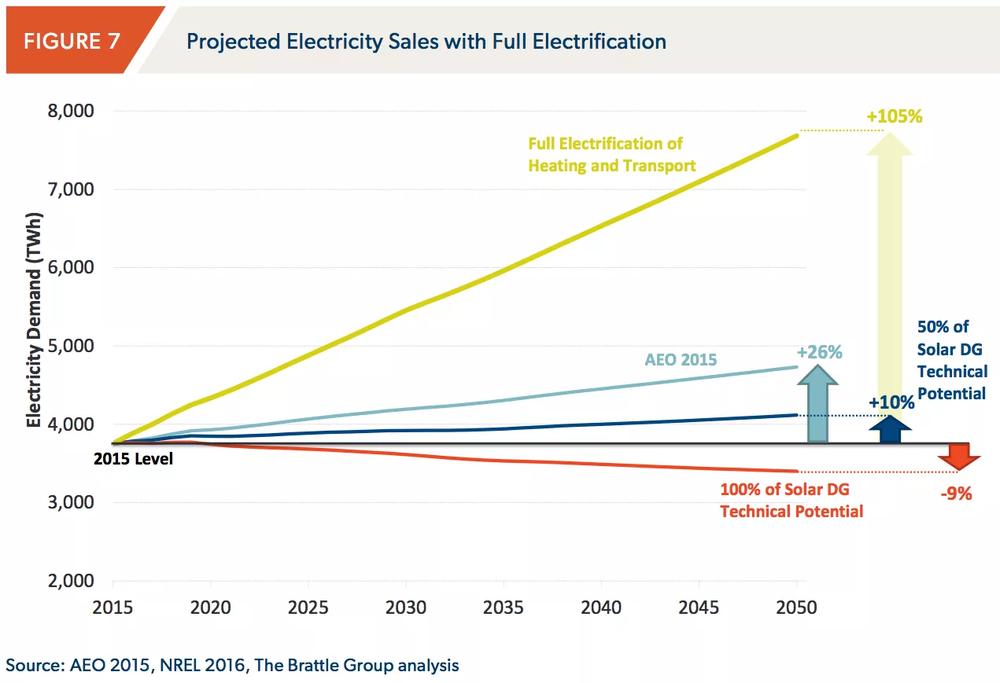 FIGURE 7
Projected Electricity Sales with Full Electrification
8,000
7,000
6,000
5,000
4,000
3,000
2,000
Electricity Demand (TWh)
2015
2020
2025
2030
2035
2040
2045
2050
Full Electrification of
Heating and Transport
+105%
AEO 2015
+26%
50% of
Solar DG
Technical
Potential
+10%
2015 Level
100% of Solar DG
Technical Potential
-9%
Source: AEO 2015, NREL 2016, The Brattle Group analysis